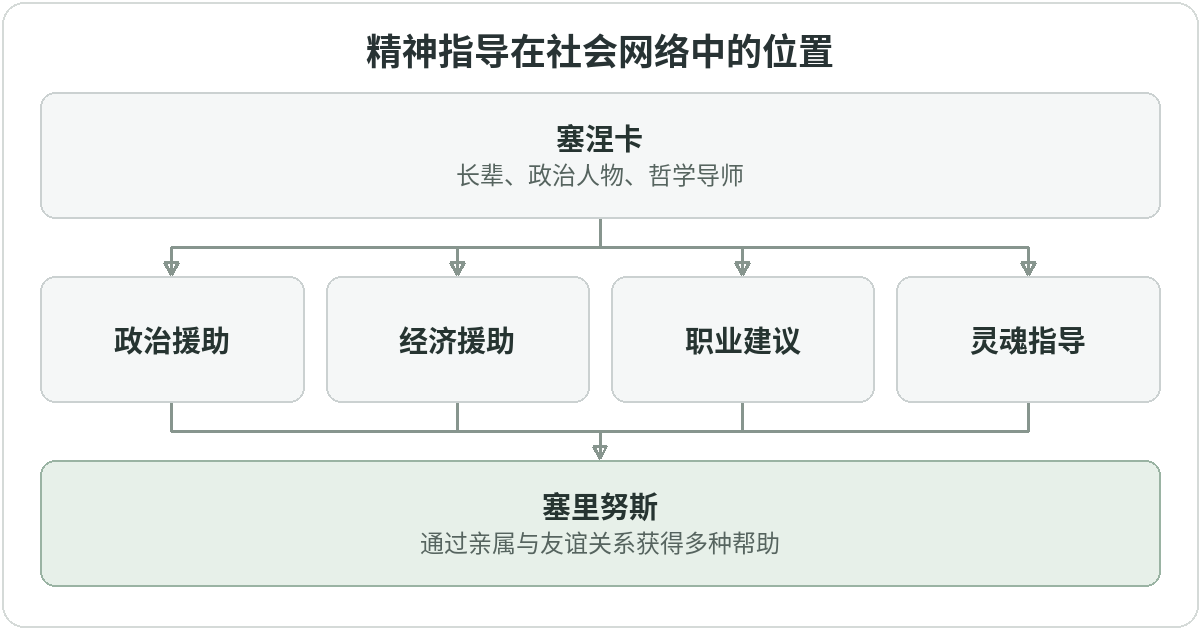 精神指导在社会网络中的位置
塞涅卡
长辈、政治人物、哲学导师
政治援助
经济援助
职业建议
灵魂指导
塞里努斯
通过亲属与友谊关系获得多种帮助